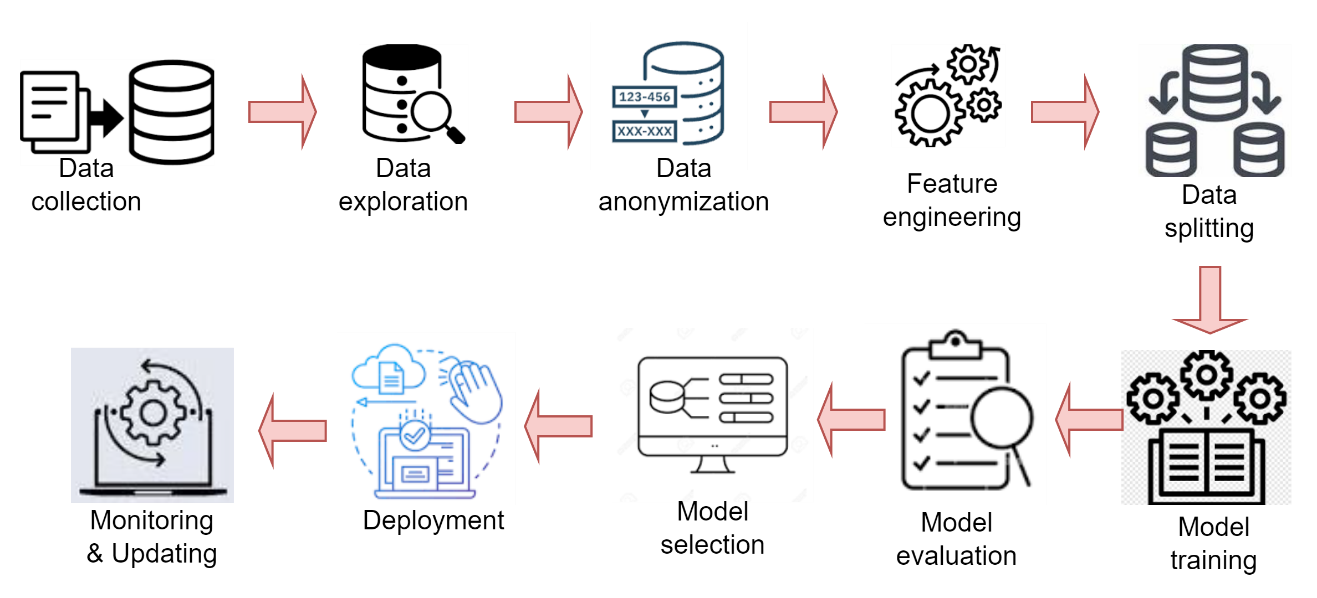 Data
collection
Data
exploration
123-456
XXX-XXX
Data
anonymization
Feature
engineering
Data
splitting
Monitoring
& Updating
Deployment
Model
selection
Model
evaluation
Model
training